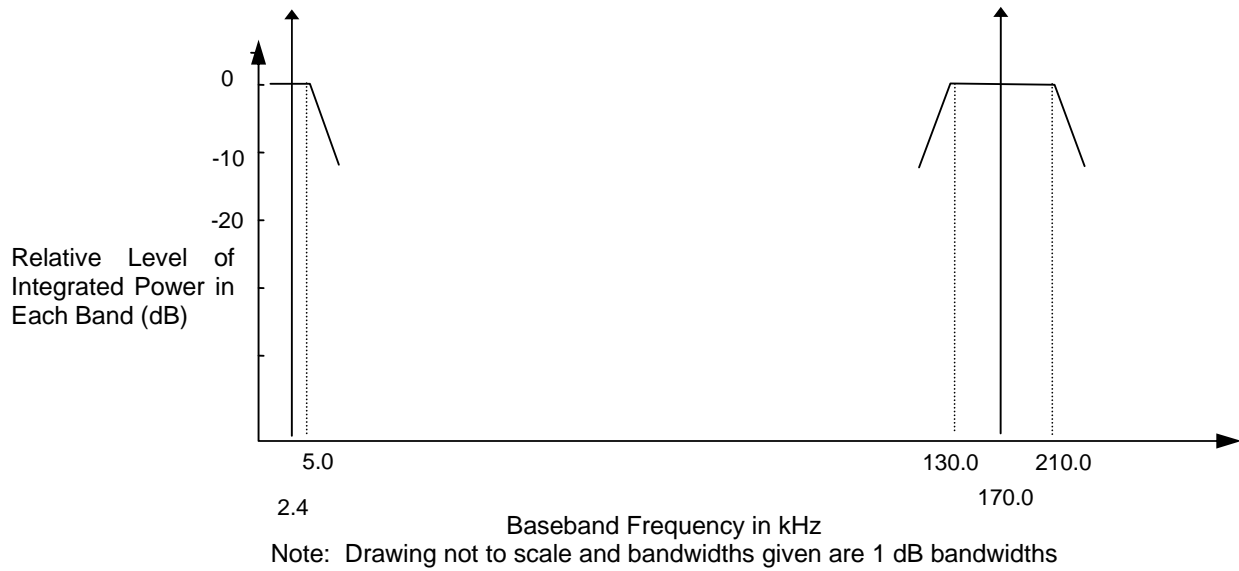 0
-10
-20
Relative Level of
Integrated Power in
Each Band (dB)
5.0
130.0
210.0
2.4
170.0
Baseband Frequency in kHz
Note: Drawing not to scale and bandwidths given are 1 dB bandwidths